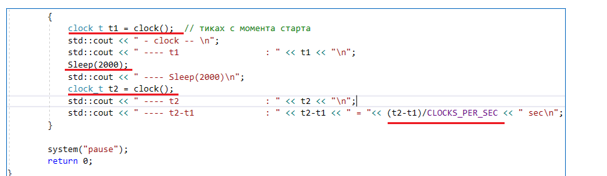 {
clock_t t1 = clock();  // тиках с момента старта
std::cout << " - clock -- \n";
std::cout << " ---- t1                 : " << t1 << "\n";
Sleep(2000);
std::cout << " ---- Sleep(2000)\n";
clock_t t2 = clock();
std::cout << " ---- t2                 : " << t2 << "\n";
std::cout << " ---- t2-t1              : " << t2-t1 << " = "<< (t2-t1)/CLOCKS_PER_SEC << " sec\n";
}
system("pause");
return 0;
}